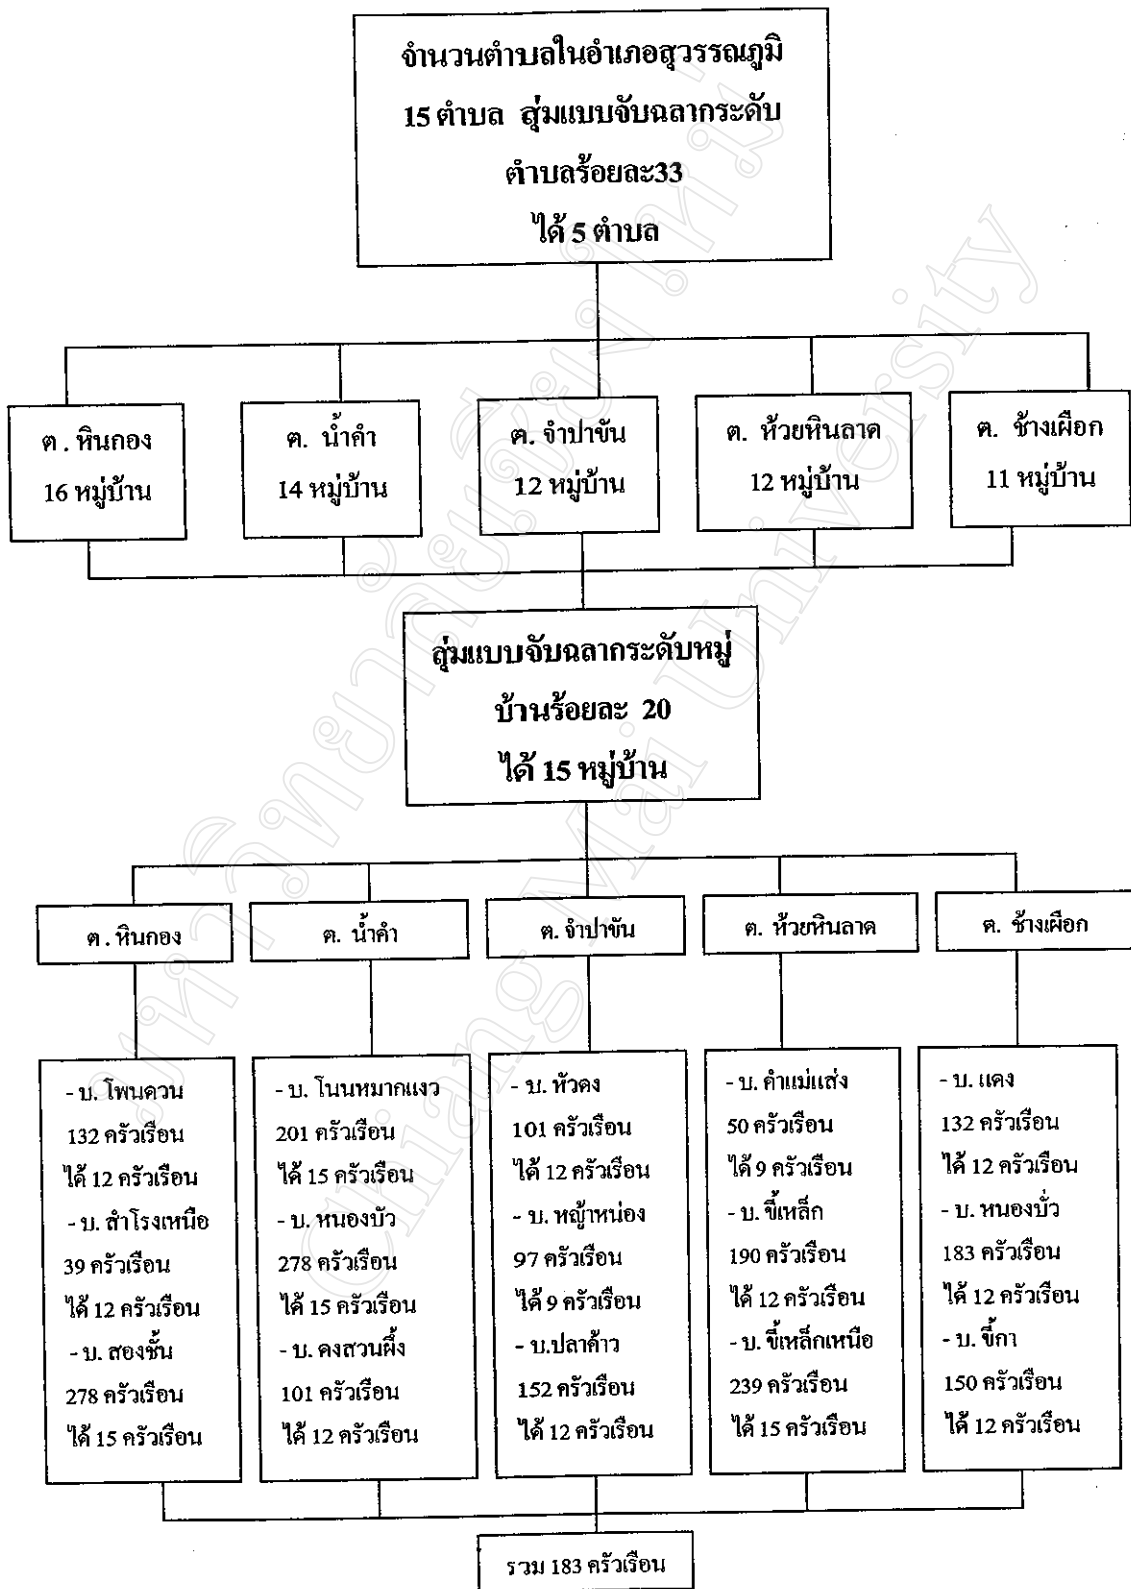 จำนวนตำบลในอำเภอสุวรรณภูมิ
15 ตำบล สุ่มแบบจับฉลากระดับ
ตำบลร้อยละ33
ได้ 5 ตำบล
ต . หินกอง
16 หมู่บ้าน
ต. น้ำคำ
14 หมู่บ้าน
ต. จำปาขัน
12 หมู่บ้าน
ต. ห้วยหินลาด
12 หมู่บ้าน
ต. ช้างเผือก
11 หมู่บ้าน
สุ่มแบบจับฉลากระดับหมู่
บ้านร้อยละ 20
ได้ 15 หมู่บ้าน
ต . หินกอง
ต. น้ำคำ
ต. จำปาขัน
ต. ห้วยหินลาด
ต. ช้างเผือก
- บ. โพนดวน
132 ครัวเรือน
ได้ 12 ครัวเรือน
- บ. สำโรงเหนือ
39 ครัวเรือน
ได้ 12 ครัวเรือน
- บ. สองชั้น
278 ครัวเรือน
ได้ 15 ครัวเรือน
- บ. โนนหมากแงว
201 ครัวเรือน
ได้ 15 ครัวเรือน
- บ. หนองบัว
278 ครัวเรือน
ได้ 15 ครัวเรือน
- บ. ดงสวนผึ้ง
101 ครัวเรือน
ได้ 12 ครัวเรือน
- บ. หัวดง
101 ครัวเรือน
ได้ 12 ครัวเรือน
- บ. หญ้าหน่อง
97 ครัวเรือน
ได้ 9 ครัวเรือน
- บ.ปลาค้าว
152 ครัวเรือน
ได้ 12 ครัวเรือน
- บ. คำแม่แส่ง
50 ครัวเรือน
ได้ 9 ครัวเรือน
- บ. ขี้เหล็ก
190 ครัวเรือน
ได้ 12 ครัวเรือน
- บ. ขี้เหล็กเหนือ
239 ครัวเรือน
ได้ 15 ครัวเรือน
- บ. แดง
132 ครัวเรือน
ได้ 12 ครัวเรือน
- บ. หนองบั่ว
183 ครัวเรือน
ได้ 12 ครัวเรือน
- บ. ขี้กา
150 ครัวเรือน
ได้ 12 ครัวเรือน
รวม 183 ครัวเรือน
มหาวิทยาลัยเชียงใหม่
Chiang Mai University